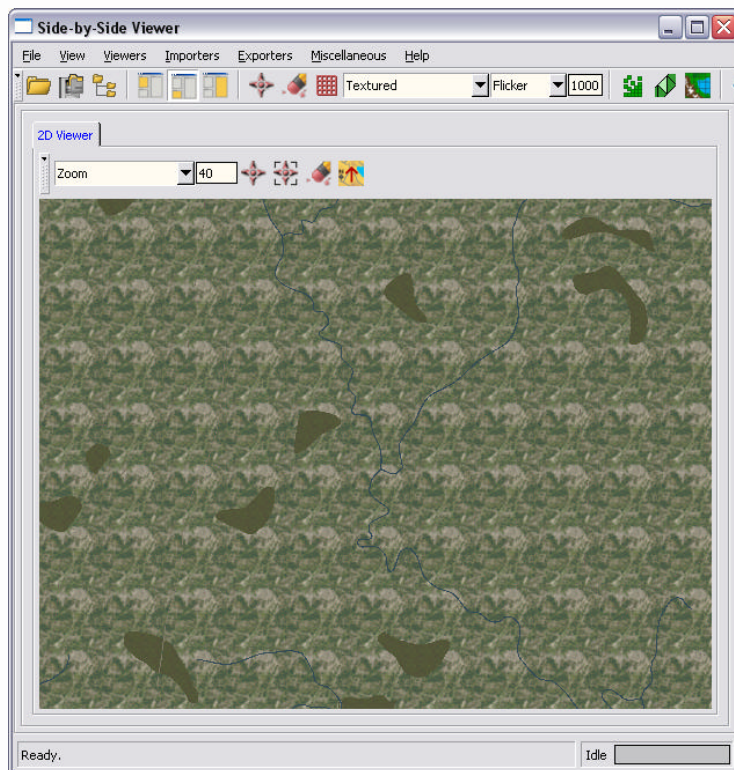 Side-by-Side Viewer
File View Viewers Importers Exporters Miscellaneous Help
Textured Flicker 1000
2D Viewer
Zoom 40
Ready. Idle